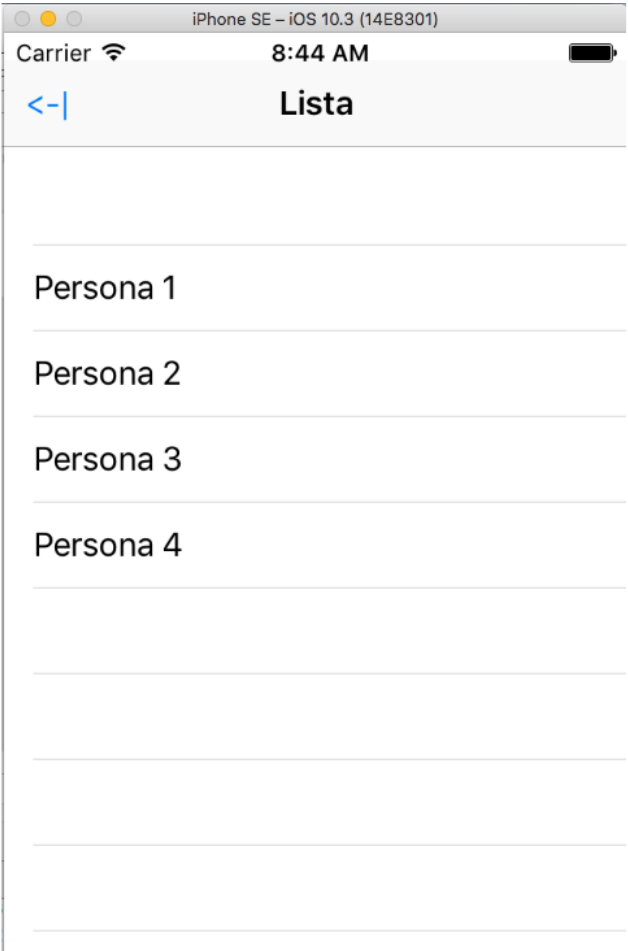 iPhone SE – iOS 10.3 (14E8301)
Carrier 8:44 AM
<-| Lista
Persona 1
Persona 2
Persona 3
Persona 4